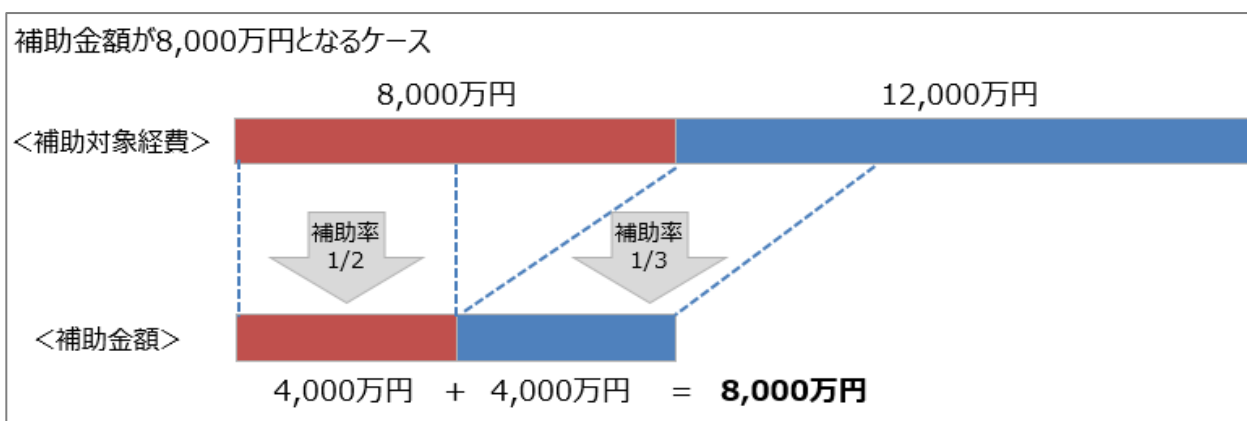 補助金額が8,000万円となるケース
8,000万円
12,000万円
＜補助対象経費＞
補助率
1/2
補助率
1/3
＜補助金額＞
4,000万円 + 4,000万円 = 8,000万円